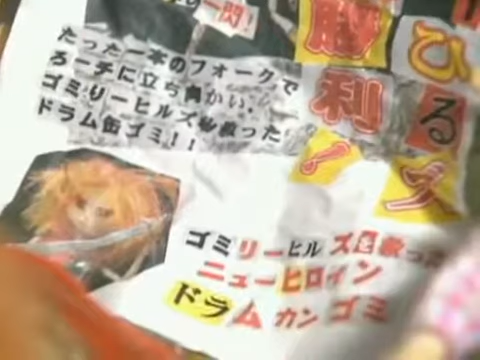 一閃!
勝利!
たった一本のフォークで
ローチに立ち向かい、
ゴミリーヒルズを救った
ドラム缶ゴミ!!
ゴミリーヒルズを救った
ニューヒロイン
ドラムカンゴミ